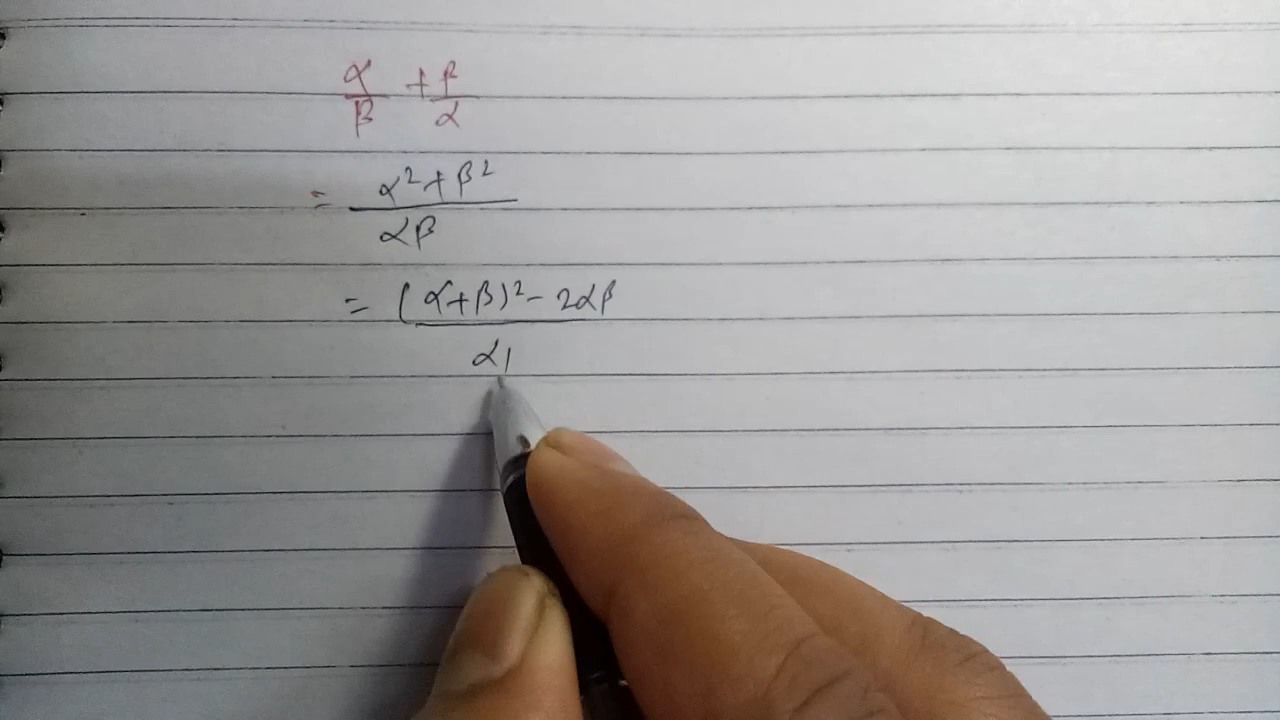 α/β + β/α
= α²+β²/αβ
= (α+β)²- 2αβ/α